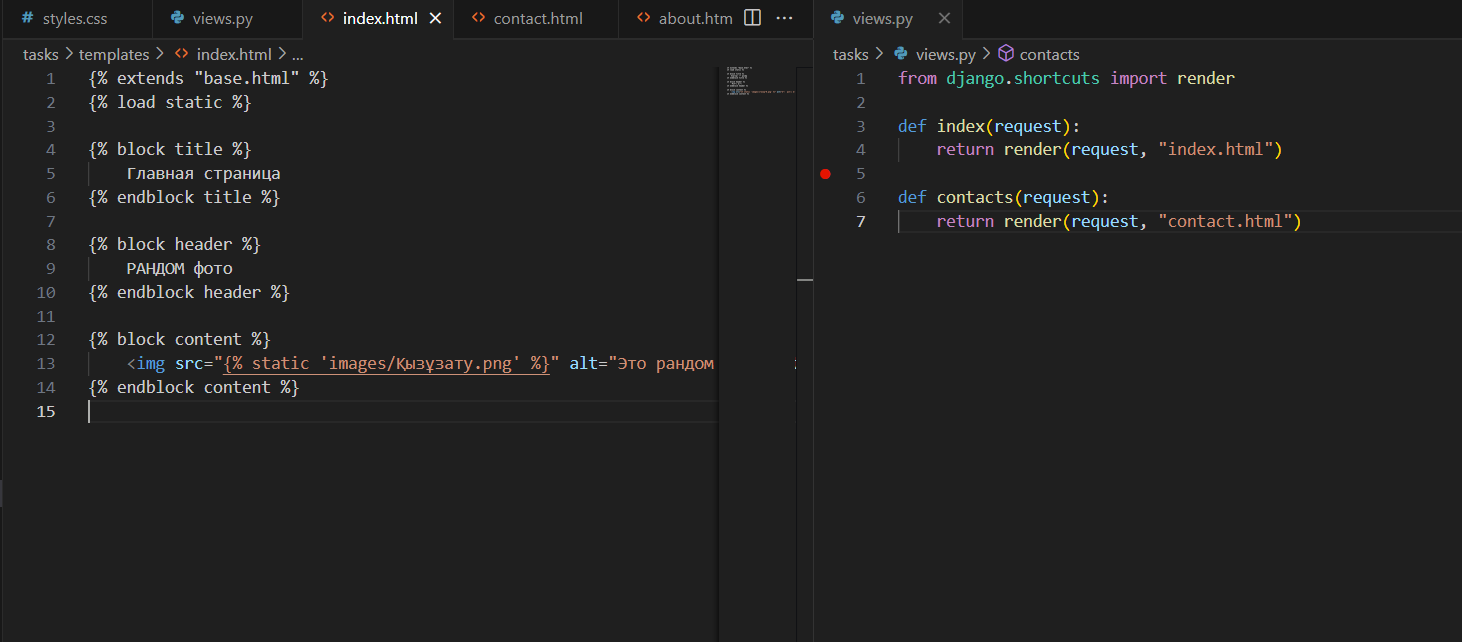 styles.css
views.py
index.html
contact.html
about.htm
views.py
tasks > templates > index.html > ...
1 {% extends "base.html" %}
2 {% load static %}
3
4 {% block title %}
5 Главная страница
6 {% endblock title %}
7
8 {% block header %}
9 РАНДОМ фото
10 {% endblock header %}
11
12 {% block content %}
13 <img src="{% static 'images/Қызұзату.png' %}" alt="Это рандом
14 {% endblock content %}
15
tasks > views.py > contacts
1 from django.shortcuts import render
2
3 def index(request):
4 return render(request, "index.html")
5
6 def contacts(request):
7 return render(request, "contact.html")